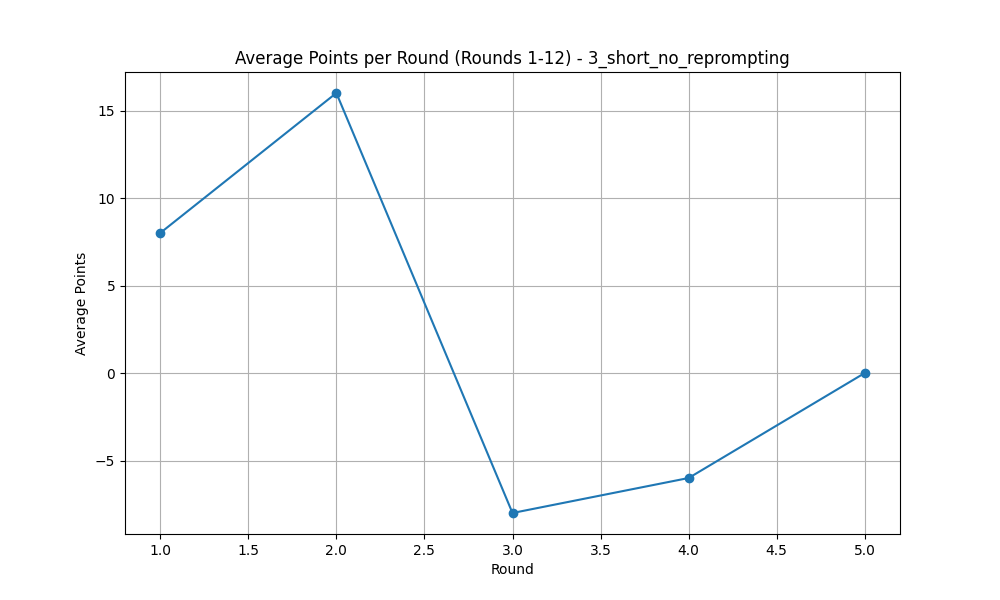 Average Points per Round (Rounds 1-12) - 3_short_no_reprompting
Average Points
15
10
5
0
−5
1.0 1.5 2.0 2.5 3.0 3.5 4.0 4.5 5.0
Round